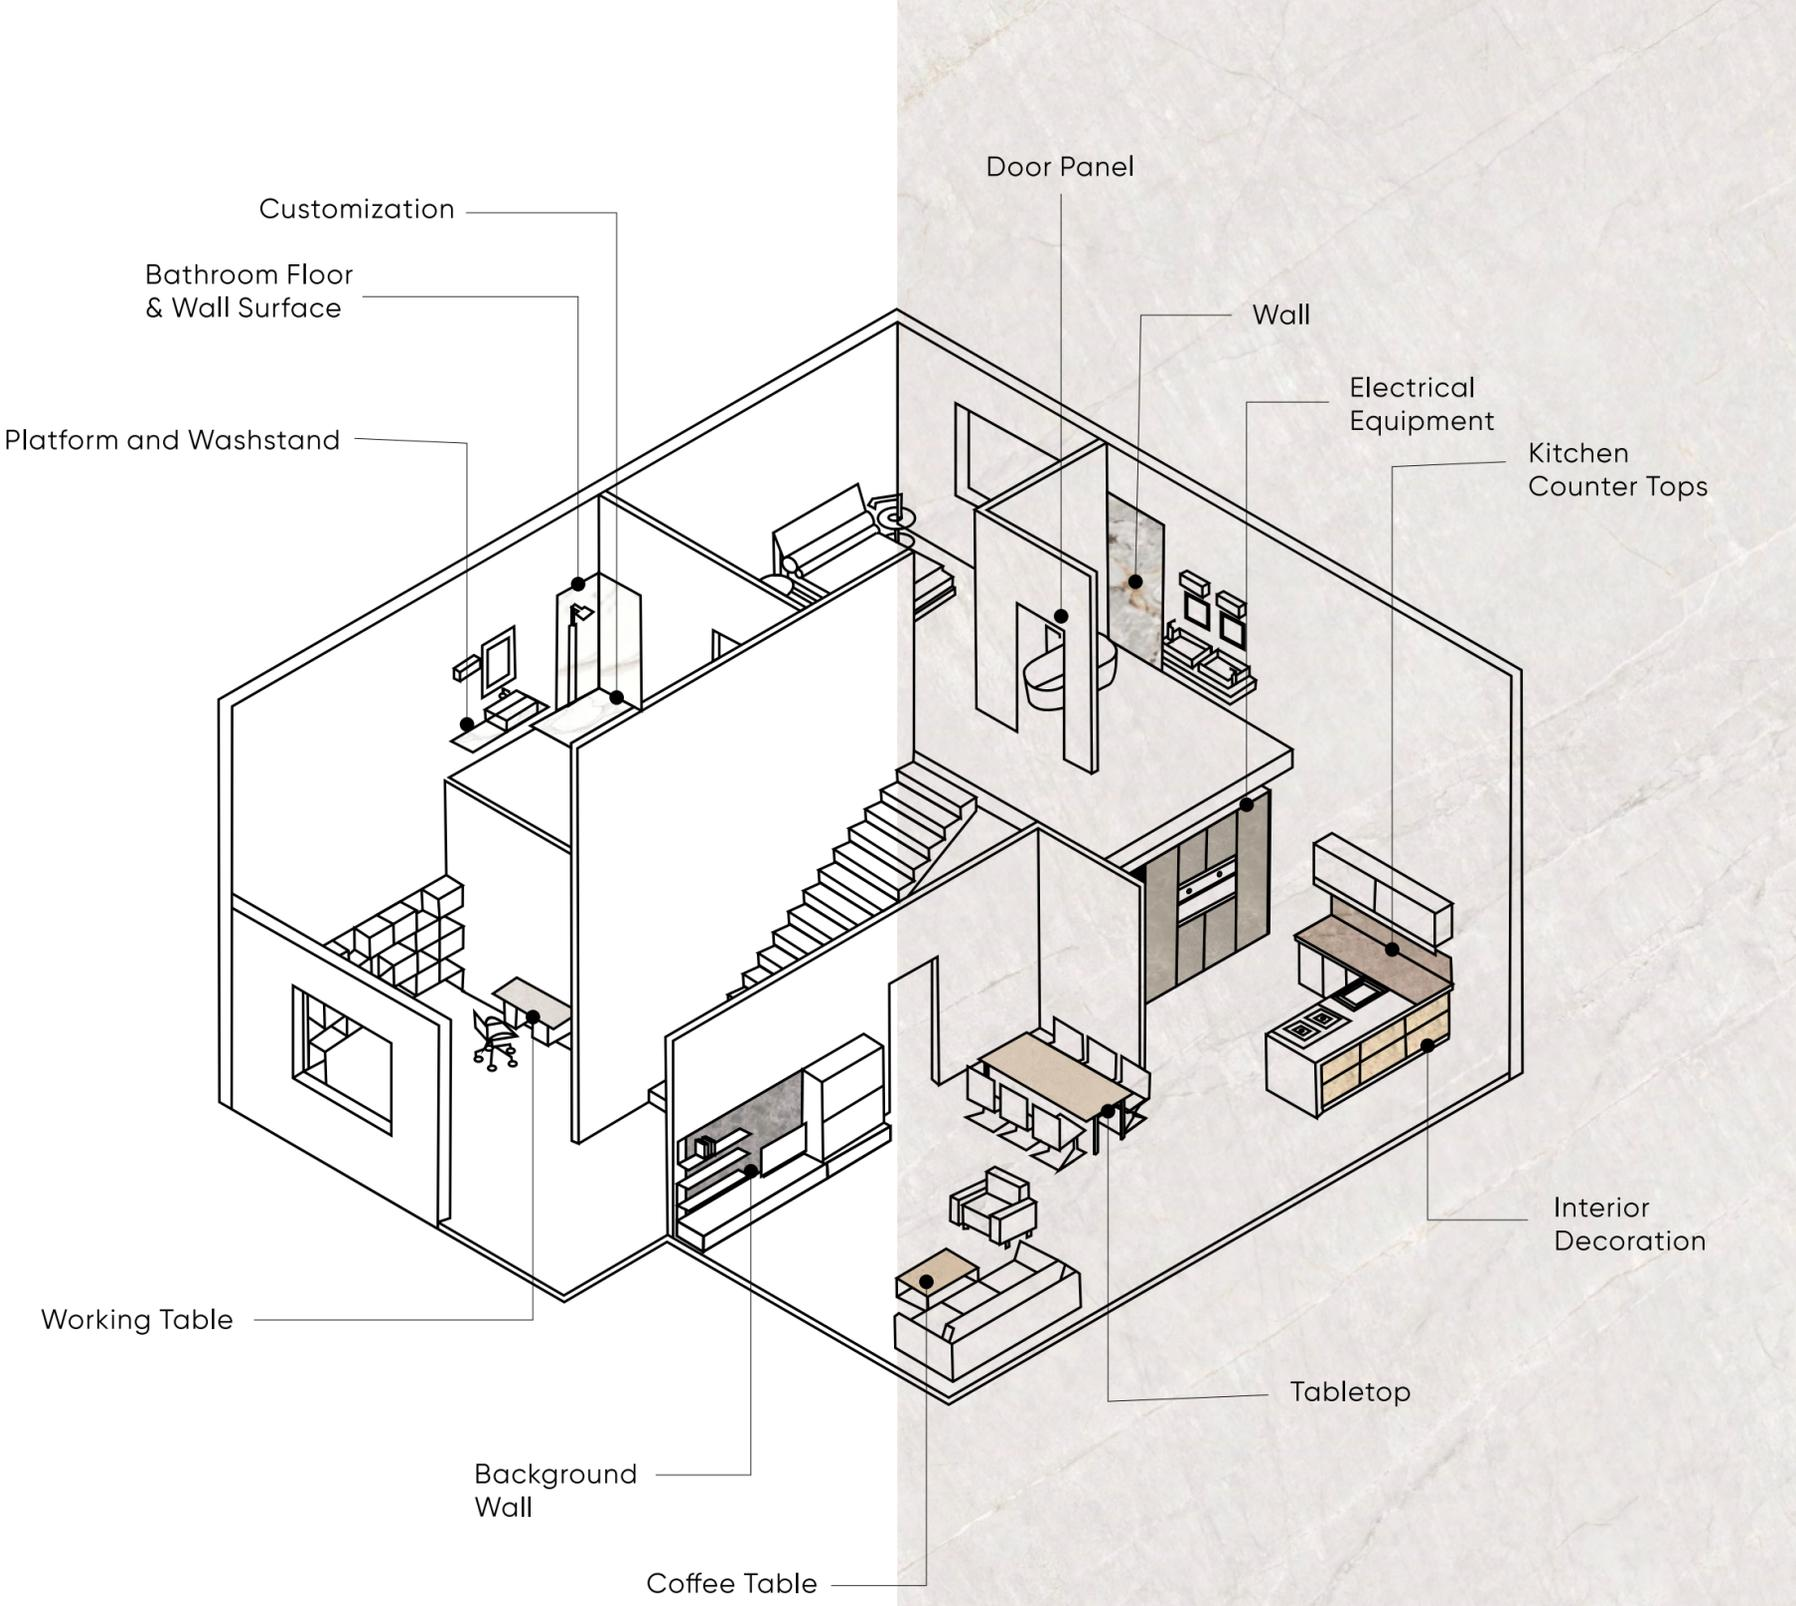 Door Panel
Customization
Bathroom Floor
& Wall Surface
Wall
Electrical
Equipment
Platform and Washstand
Kitchen
Counter Tops
Interior
Decoration
Working Table
Tabletop
Background
Wall
Coffee Table